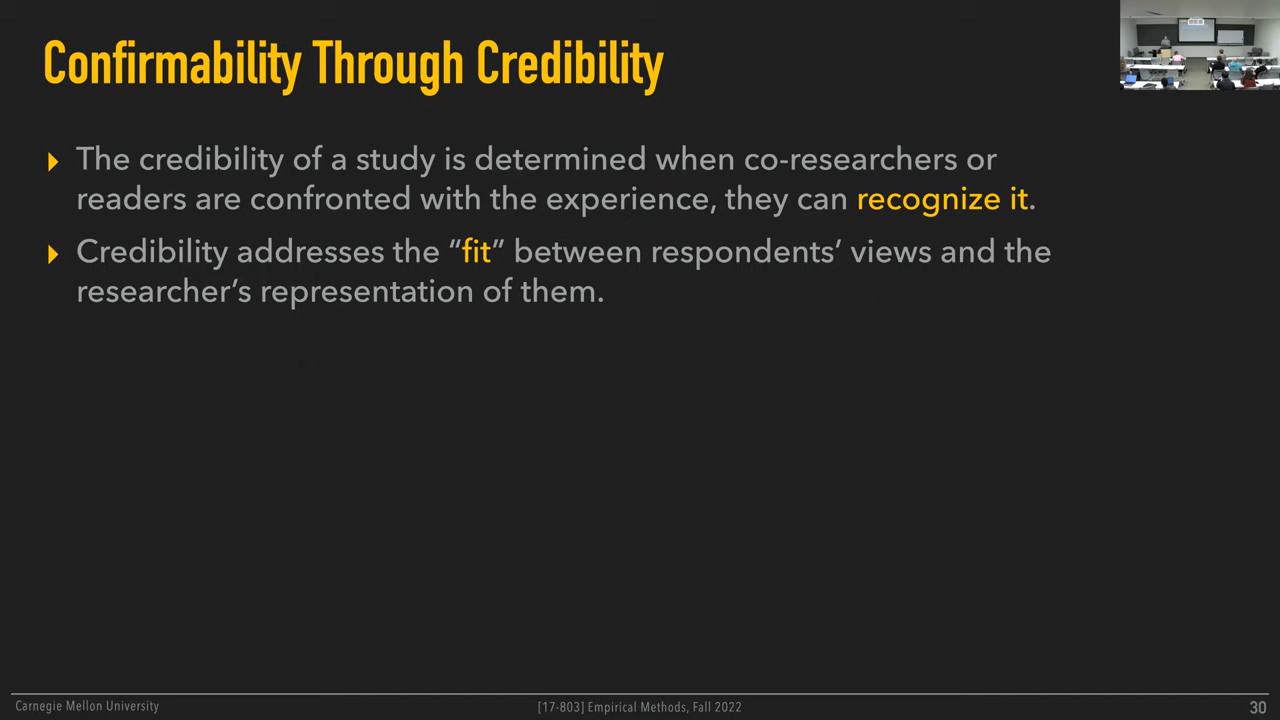 Confirmability Through Credibility
The credibility of a study is determined when co-researchers or
readers are confronted with the experience, they can recognize it.
Credibility addresses the “fit” between respondents’ views and the
researcher’s representation of them.
Carnegie Mellon University
[17-803] Empirical Methods, Fall 2022
30